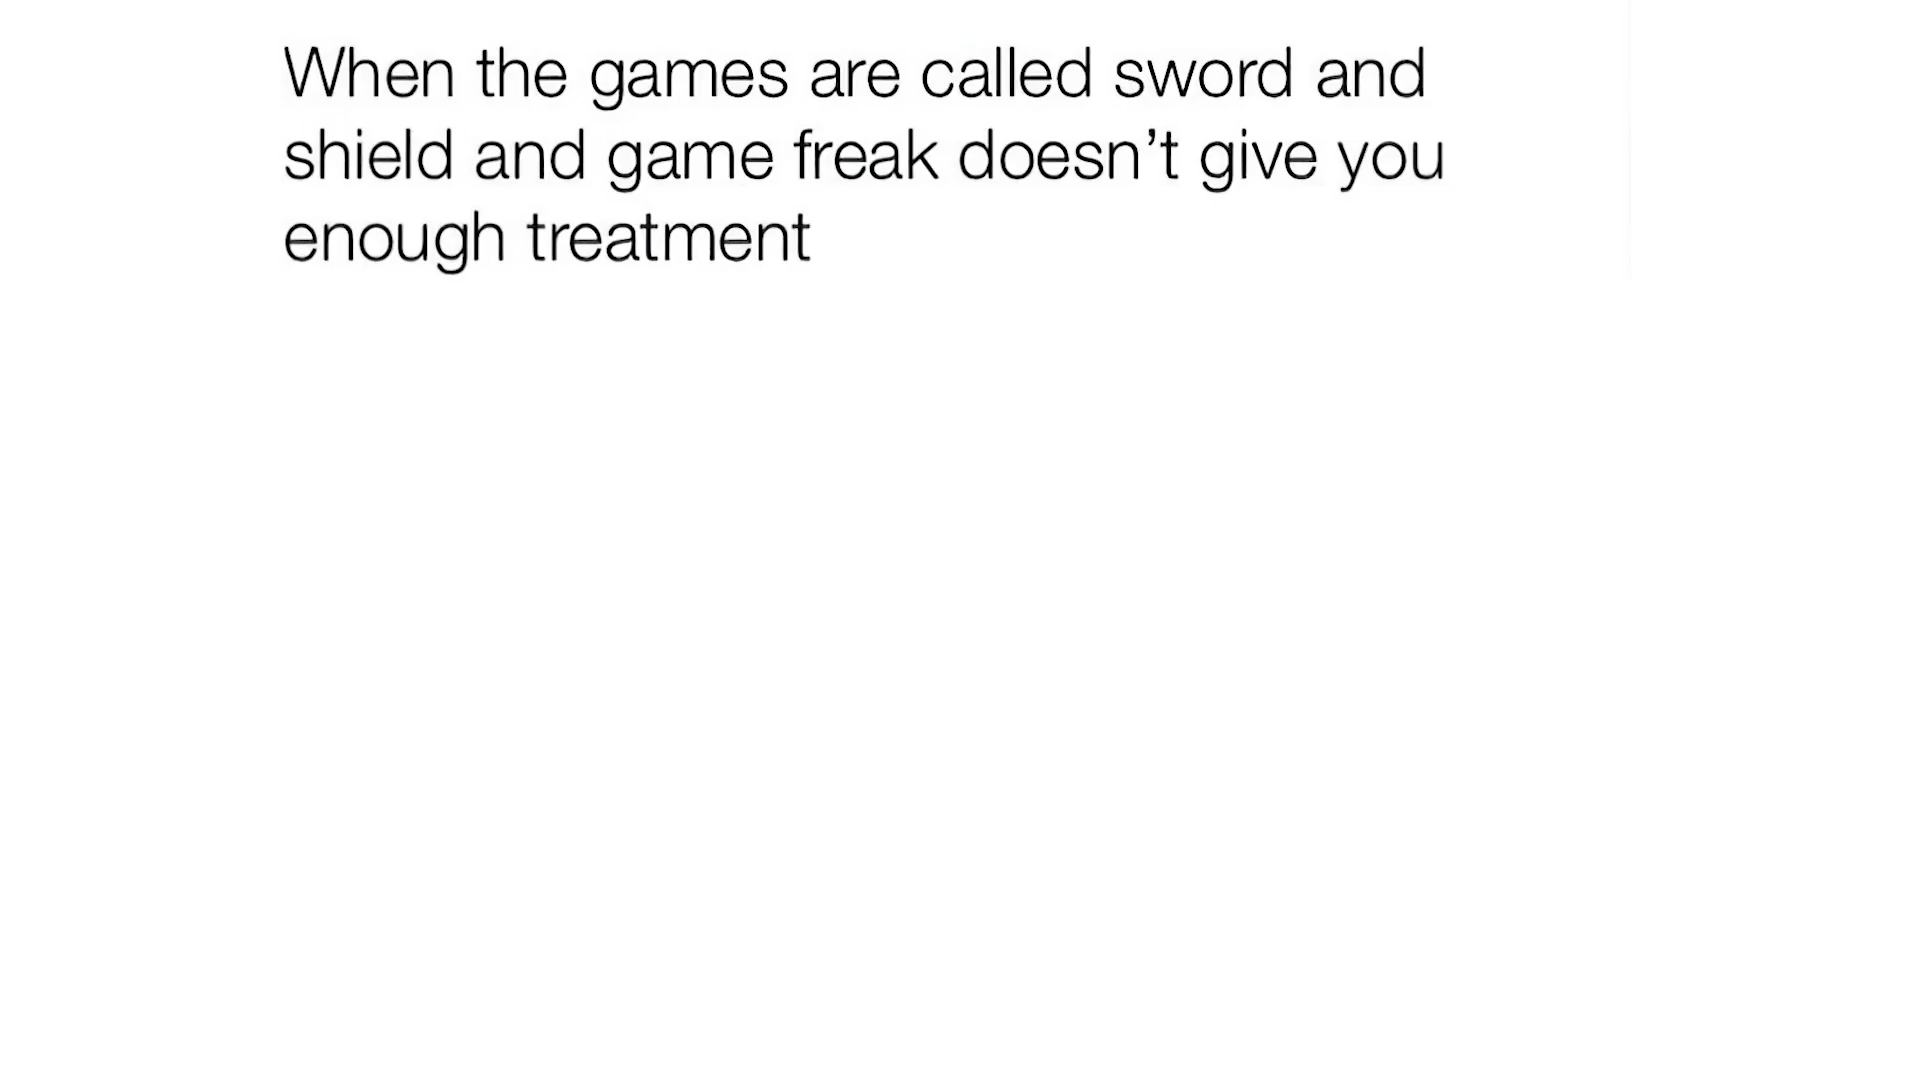 When the games are called sword and
shield and game freak doesn’t give you
enough treatment